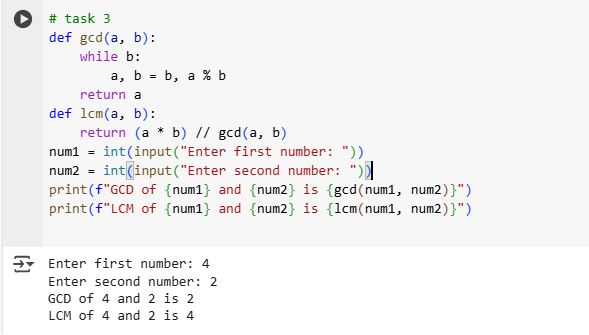 # task 3
def gcd(a, b):
    while b:
        a, b = b, a % b
    return a
def lcm(a, b):
    return (a * b) // gcd(a, b)
num1 = int(input("Enter first number: "))
num2 = int(input("Enter second number: "))
print(f"GCD of {num1} and {num2} is {gcd(num1, num2)}")
print(f"LCM of {num1} and {num2} is {lcm(num1, num2)}")
Enter first number: 4
Enter second number: 2
GCD of 4 and 2 is 2
LCM of 4 and 2 is 4